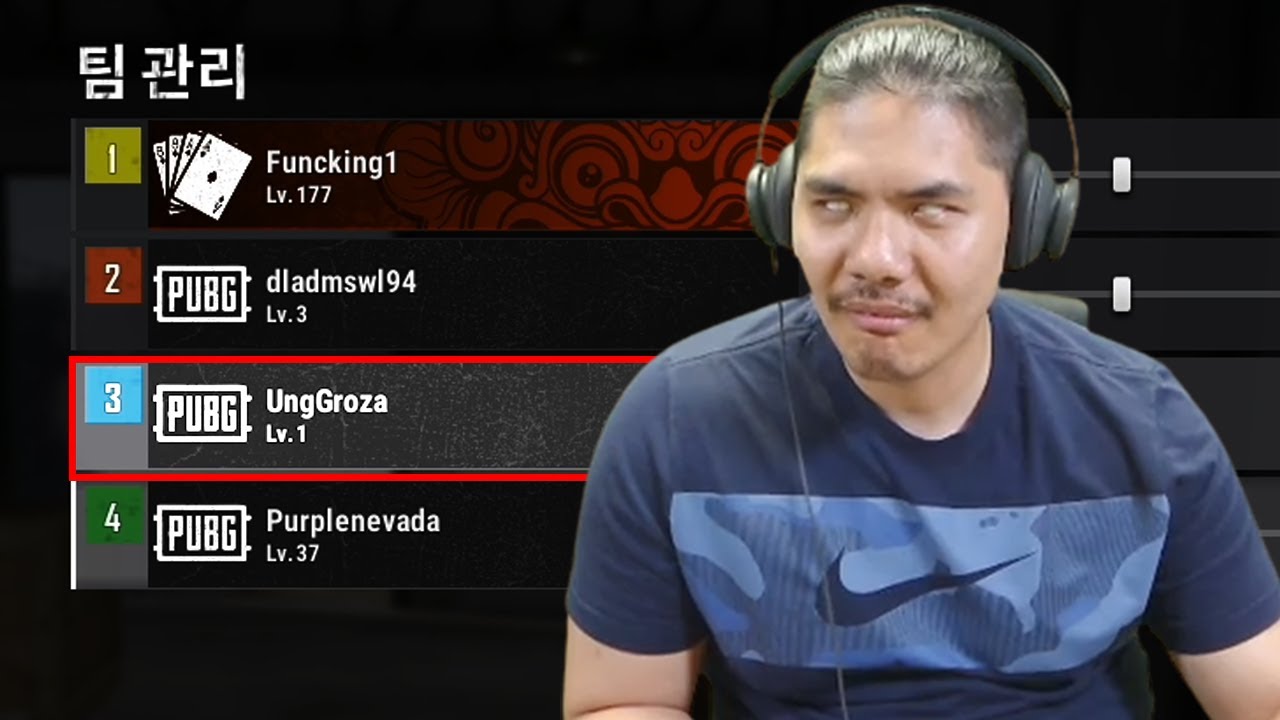 팀 관리
1
Funcking1
Lv.177
2
PUBG
dladmswl94
Lv.3
3
PUBG
UngGroza
Lv.1
4
PUBG
Purplenevada
Lv.37